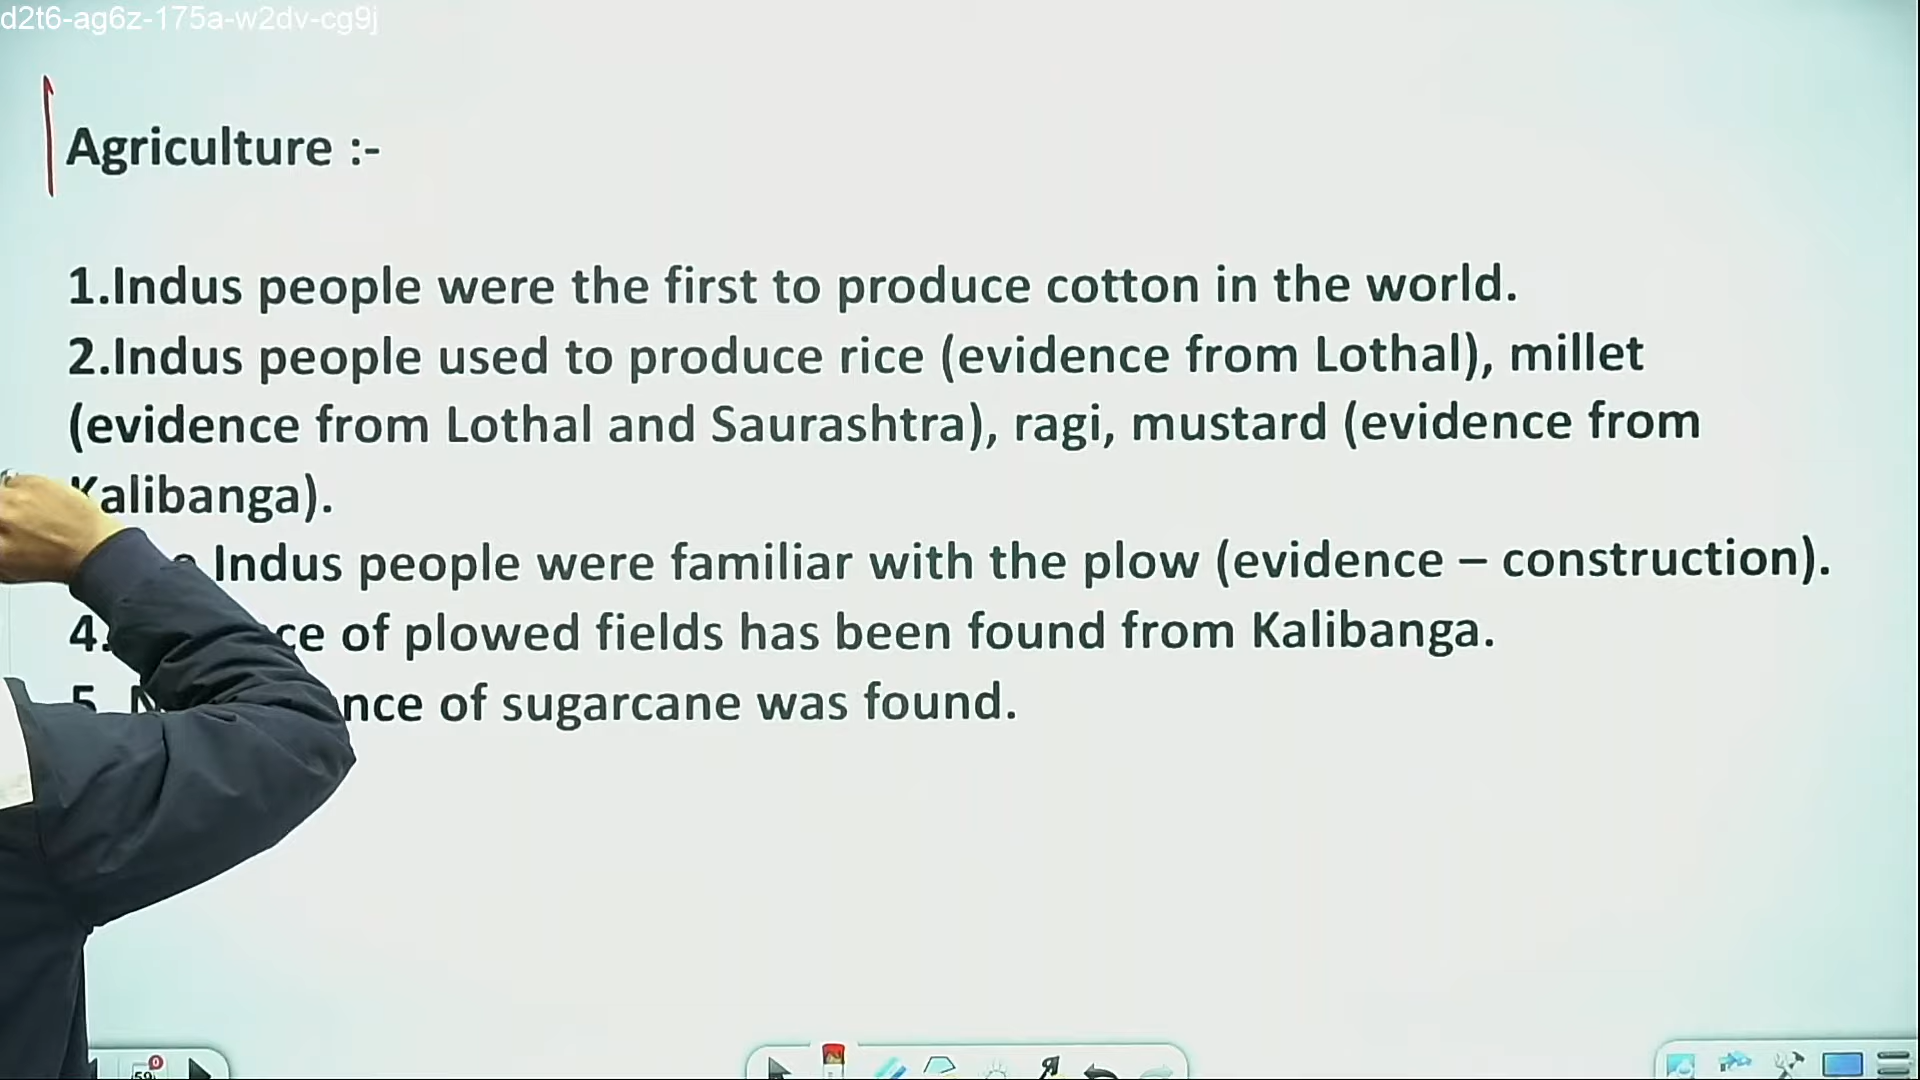 d2t6-ag6z-175a-w2dv-cg9j
Agriculture :-
1.Indus people were the first to produce cotton in the world.
2.Indus people used to produce rice (evidence from Lothal), millet
(evidence from Lothal and Saurashtra), ragi, mustard (evidence from
Kalibanga).
Indus people were familiar with the plow (evidence – construction).
4. of plowed fields has been found from Kalibanga.
5. of sugarcane was found.